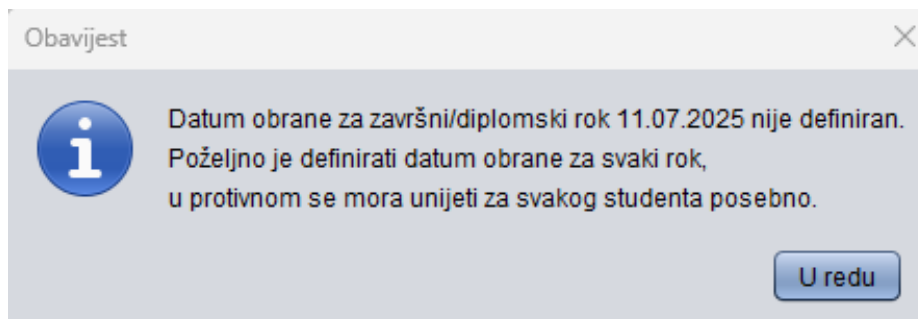 Obavijest
Datum obrane za završni/diplomski rok 11.07.2025 nije definiran.
Poželjno je definirati datum obrane za svaki rok,
u protivnom se mora unijeti za svakog studenta posebno.
U redu